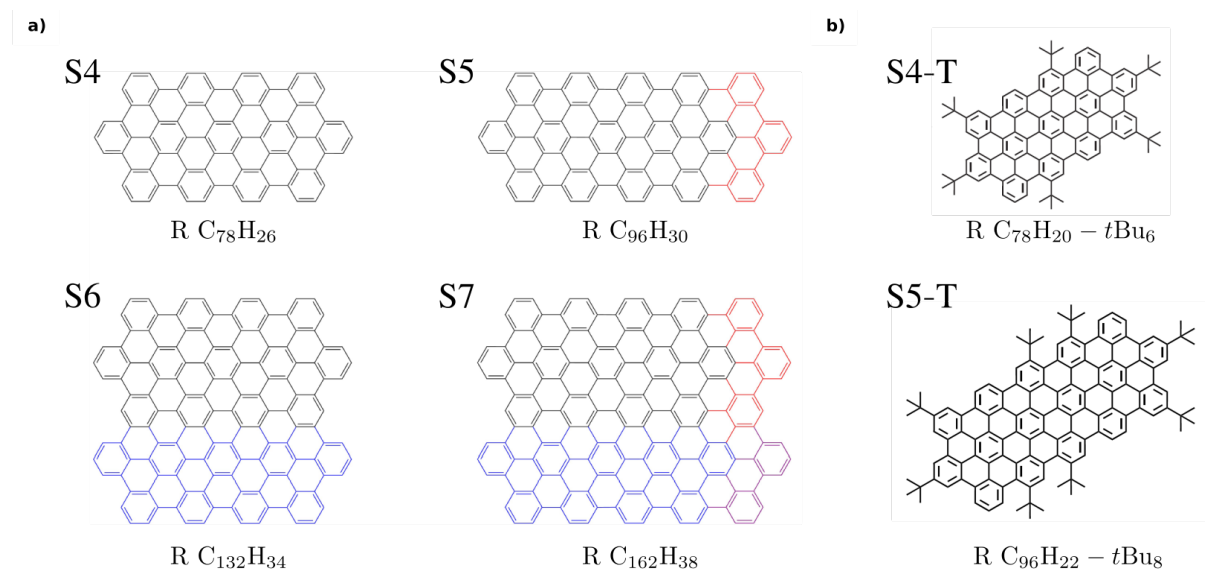 a)
S4
R C₇₈H₂₆
S5
R C₉₆H₃₀
S6
R C₁₃₂H₃₄
S7
R C₁₆₂H₃₈
b)
S4-T
R C₇₈H₂₀ − tBu₆
S5-T
R C₉₆H₂₂ − tBu₈